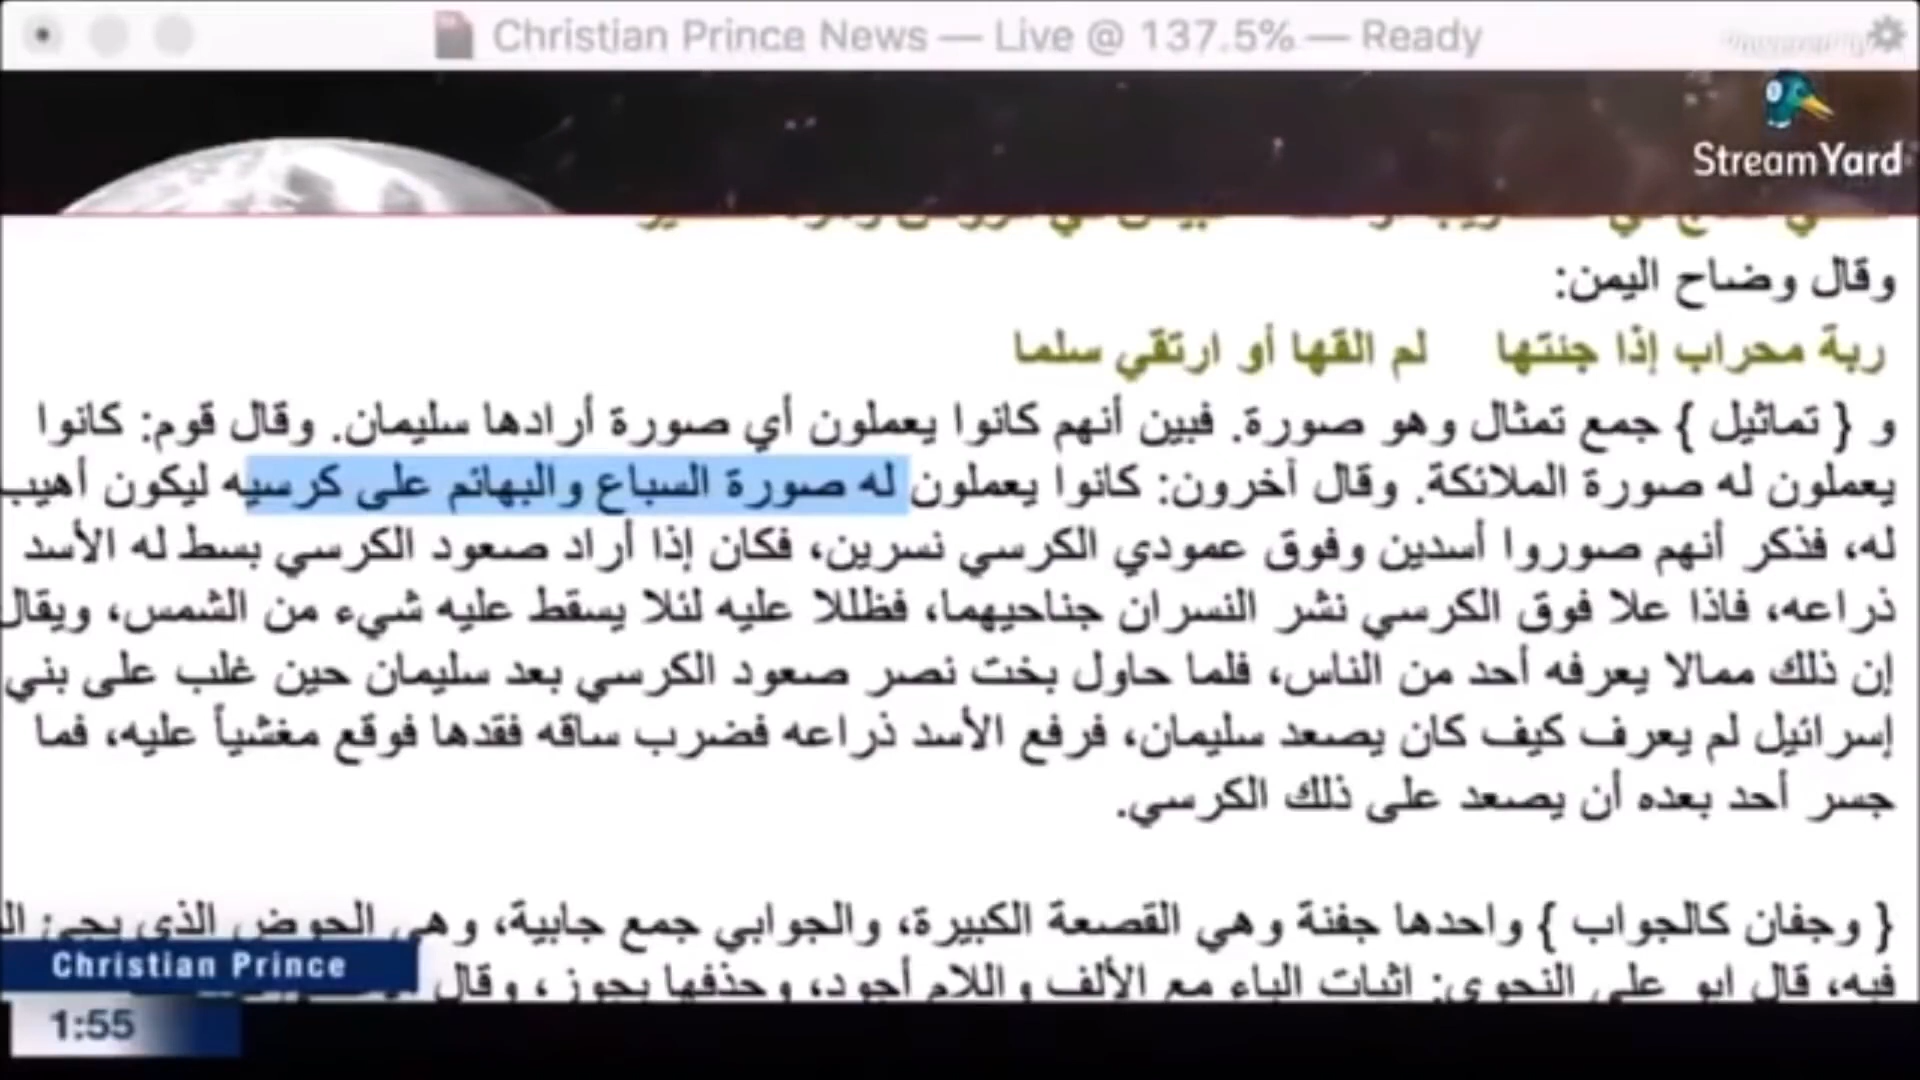 Christian Prince News — Live @ 137.5% — Ready
StreamYard
وقال وضاح اليمن:
ربة محراب إذا جئتها لم القها أو ارتقي سلما
و { تماثيل } جمع تمثال وهو صورة. فبين أنهم كانوا يعملون أي صورة أرادها سليمان. وقال قوم: كانوا
يعملون له صورة الملائكة. وقال آخرون: كانوا يعملون له صورة السباع والبهائم على كرسيه ليكون أهيب
له، فذكر أنهم صوروا أسدين وفوق عمودي الكرسي نسرين، فكان إذا أراد صعود الكرسي بسط له الأسد
ذراعه، فاذا علا فوق الكرسي نشر النسران جناحيهما، فظللا عليه لئلا يسقط عليه شيء من الشمس، ويقال
إن ذلك ممالا يعرفه أحد من الناس، فلما حاول بخت نصر صعود الكرسي بعد سليمان حين غلب على بني
إسرائيل لم يعرف كيف كان يصعد سليمان، فرفع الأسد ذراعه فضرب ساقه فقدها فوقع مغشياً عليه، فما
جسر أحد بعده أن يصعد على ذلك الكرسي.
{ وجفان كالجواب } واحدها جفنة وهي القصعة الكبيرة، والجوابي جمع جابية، وهي الحوض الذي يجئ
فيه، قال ابو علي النحوي: اثبات الياء مع الألف واللام أجود، وحذفها يجوز، وقال
Christian Prince
1:55